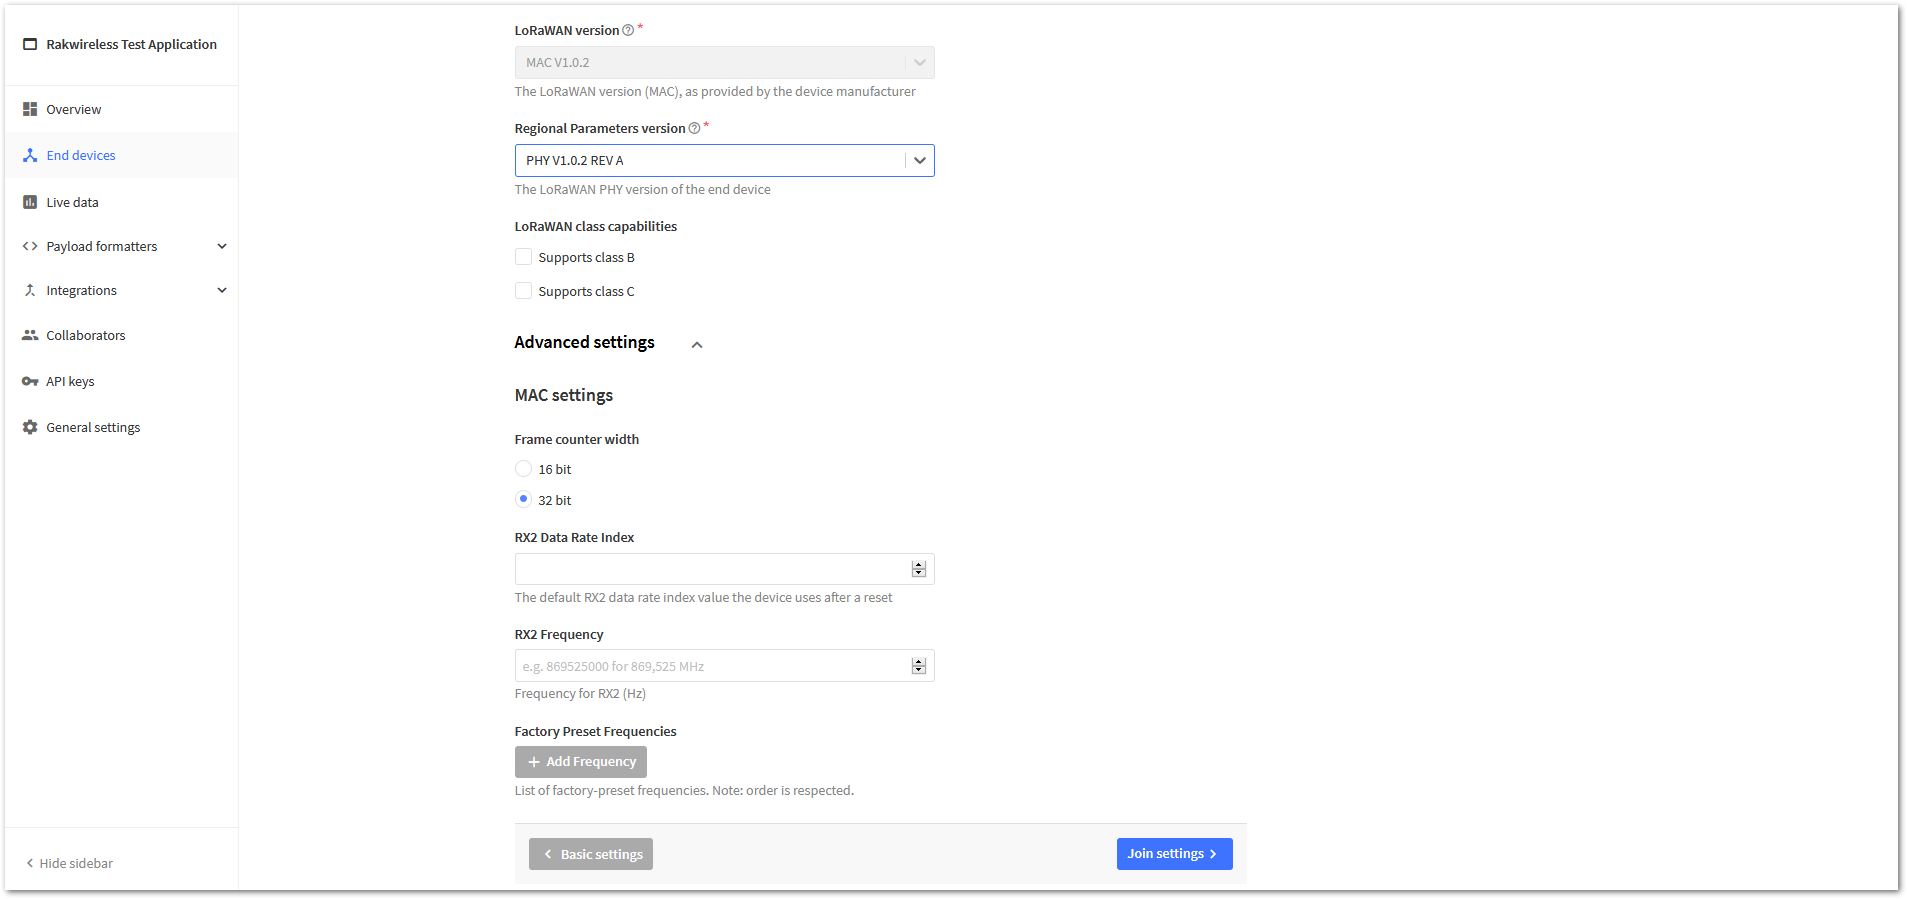 Rakwireless Test Application
Overview
End devices
Live data
Payload formatters
Integrations
Collaborators
API keys
General settings
Hide sidebar
LoRaWAN version *
MAC V1.0.2
The LoRaWAN version (MAC), as provided by the device manufacturer
Regional Parameters version *
PHY V1.0.2 REV A
The LoRaWAN PHY version of the end device
LoRaWAN class capabilities
Supports class B
Supports class C
Advanced settings
MAC settings
Frame counter width
16 bit
32 bit
RX2 Data Rate Index
The default RX2 data rate index value the device uses after a reset
RX2 Frequency
e.g. 869525000 for 869,525 MHz
Frequency for RX2 (Hz)
Factory Preset Frequencies
+ Add Frequency
List of factory-preset frequencies. Note: order is respected.
Basic settings
Join settings